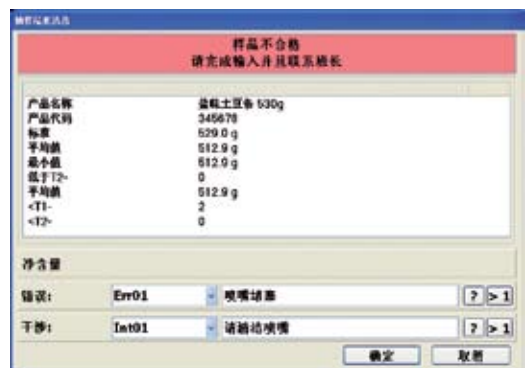 样品不合格
请完成输入并且联系班长
产品名称 盐味土豆条 530g
产品代码 345678
标准 529.0 g
平均值 512.9 g
最小值 512.9 g
低于T2- 0
平均值 512.9 g
<T1- 2
<T2- 0
净含量
错误: Err01 喷嘴堵塞 ? > 1
干涉: Int01 请清洁喷嘴 ? > 1
确定 取消